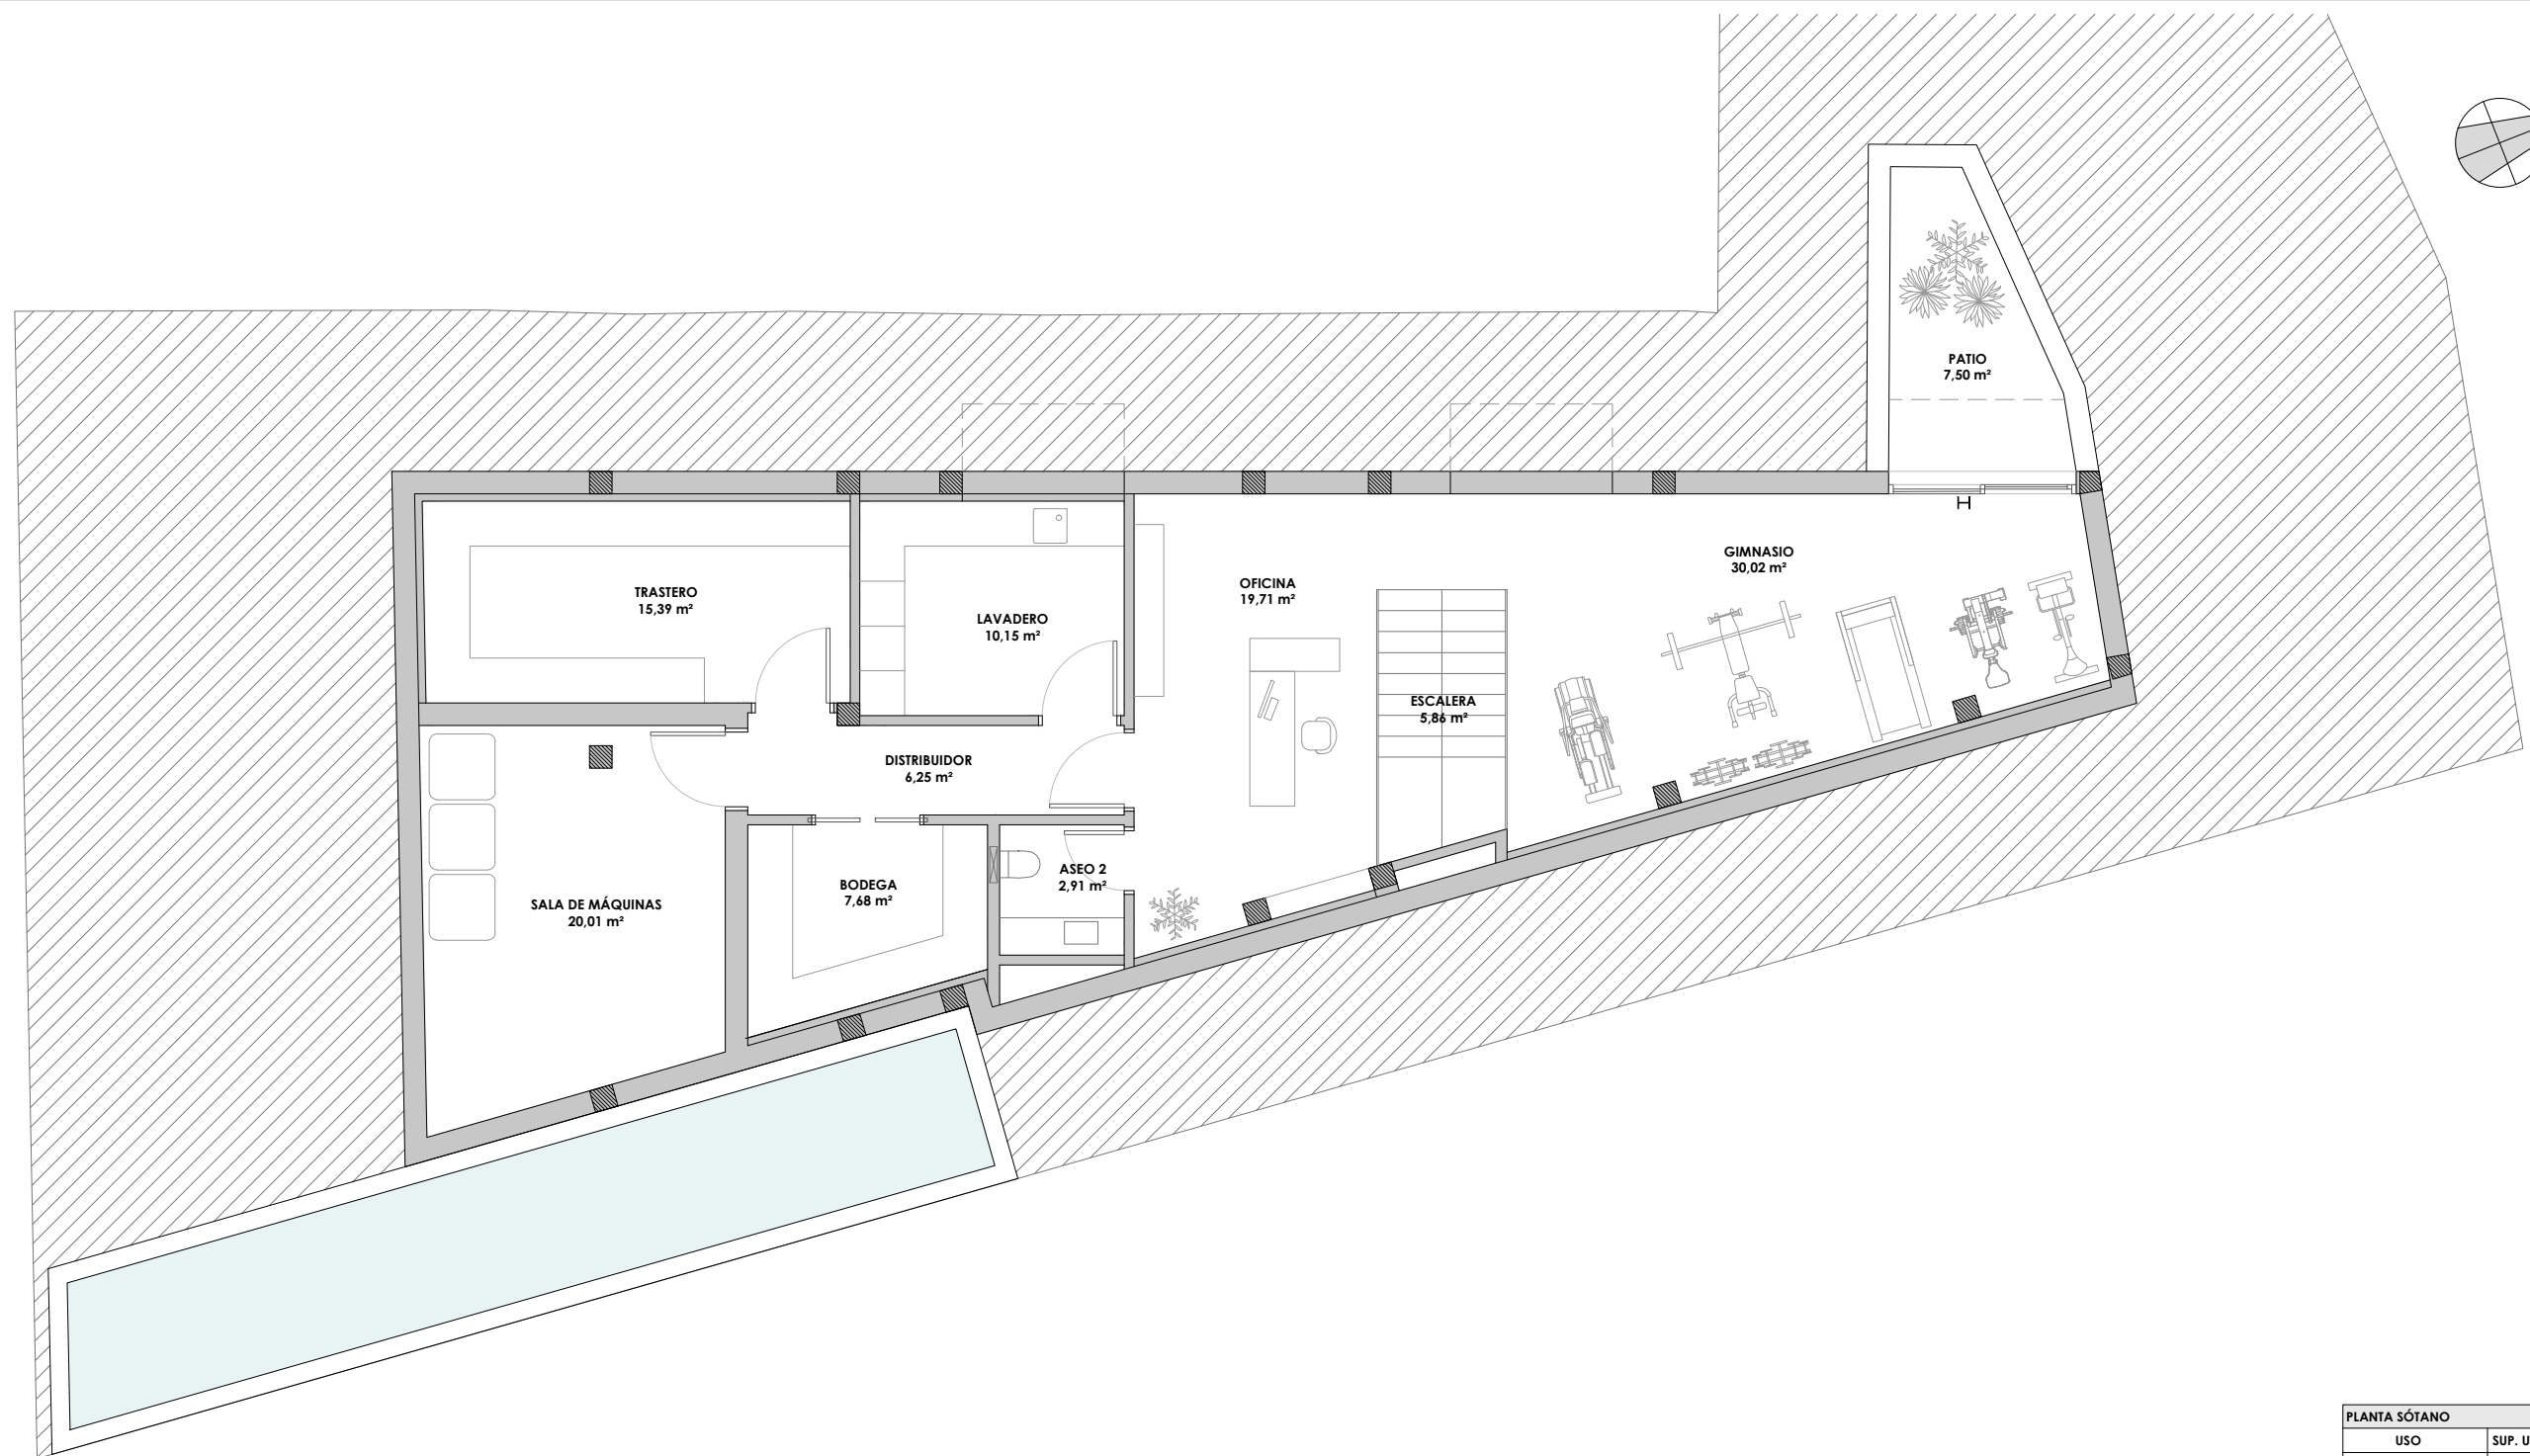 PATIO
7,50 m²
GIMNASIO
30,02 m²
OFICINA
19,71 m²
TRASTERO
15,39 m²
LAVADERO
10,15 m²
ESCALERA
5,86 m²
DISTRIBUIDOR
6,25 m²
ASEO 2
2,91 m²
BODEGA
7,68 m²
SALA DE MÁQUINAS
20,01 m²
PLANTA SÓTANO
USO
SUP. U